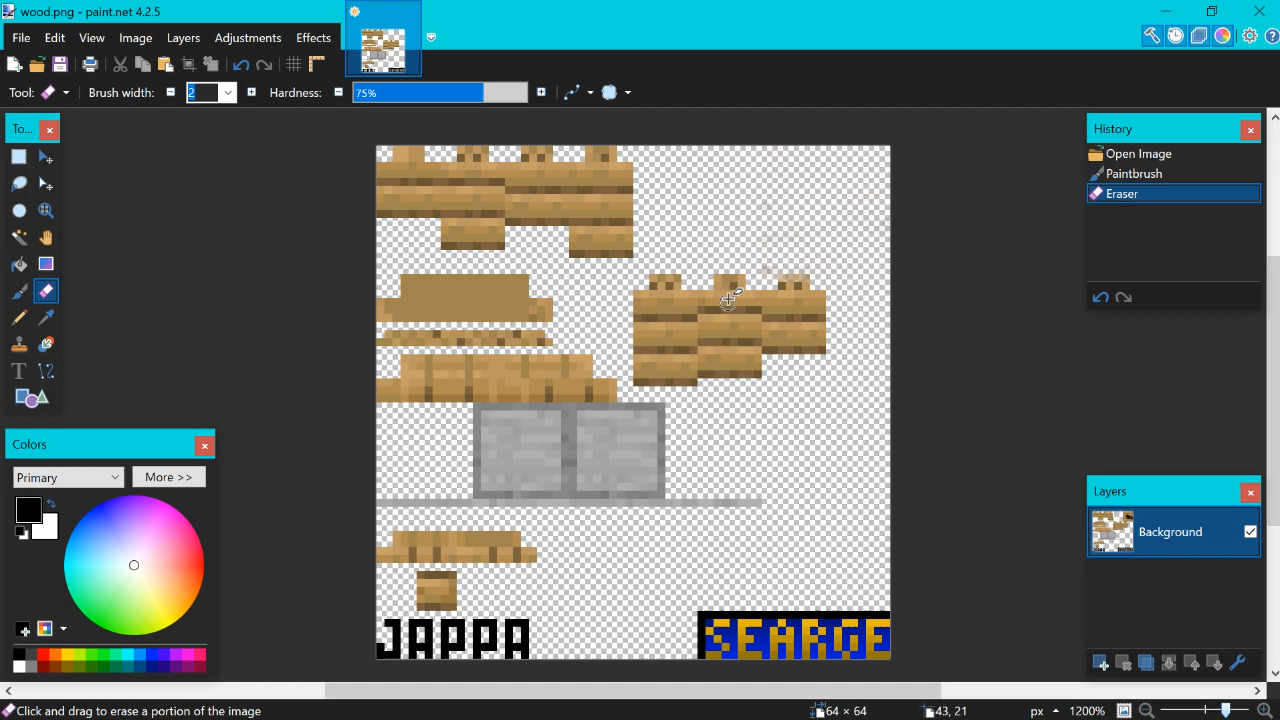 wood.png - paint.net 4.2.5
File Edit View Image Layers Adjustments Effects
Tool: Brush width: 2 Hardness: 75%
To...
History
Open Image
Paintbrush
Eraser
Colors
Primary More >>
Layers
Background
JAPPA
SEARGE
Click and drag to erase a portion of the image 64 × 64 43, 21 px 1200%